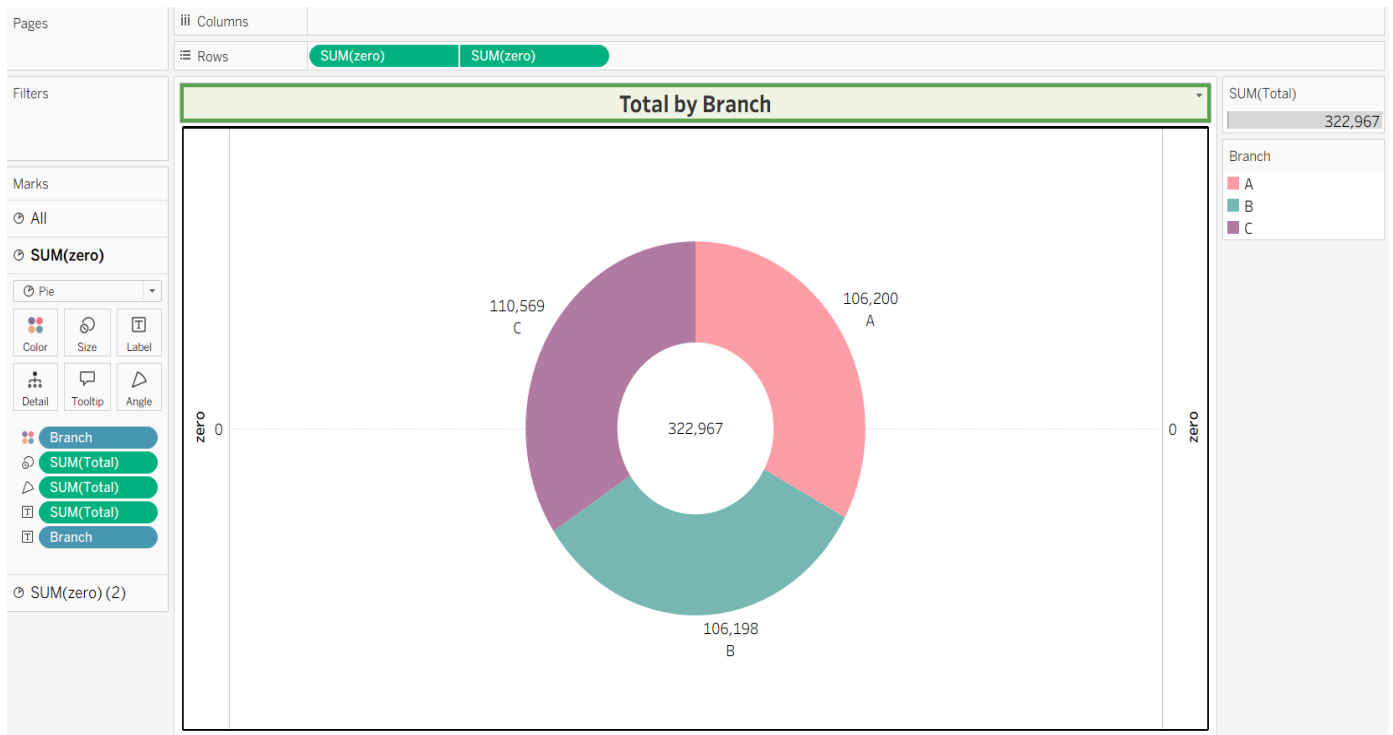 Pages
Columns
Rows
SUM(zero) SUM(zero)
Filters
Marks
All
SUM(zero)
Pie
Color Size Label
Detail Tooltip Angle
Branch
SUM(Total)
SUM(Total)
T SUM(Total)
T Branch
SUM(zero) (2)
Total by Branch
110,569
C
106,200
A
zero 0
322,967
0 zero
106,198
B
SUM(Total)
322,967
Branch
A
B
C